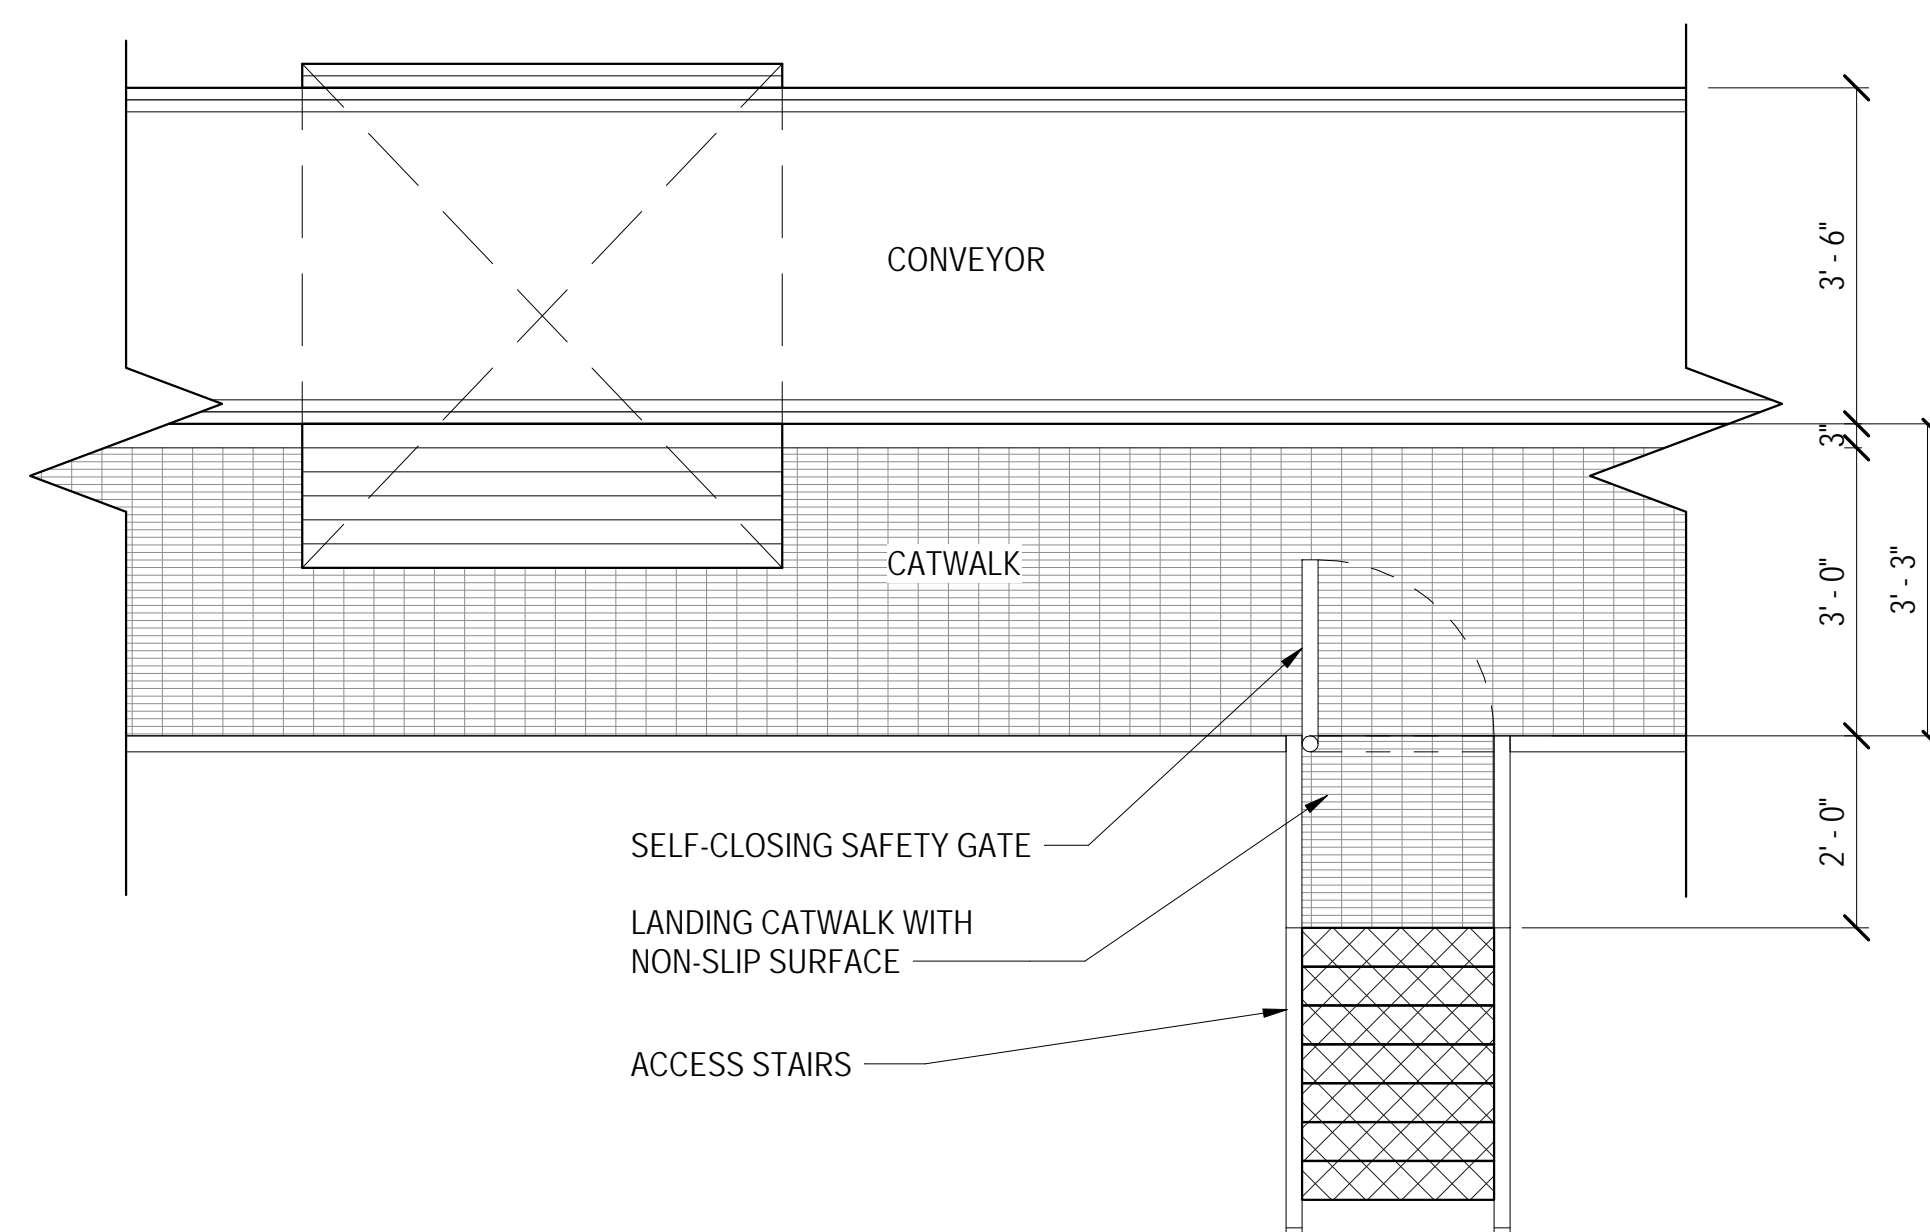 3' - 6"
CONVEYOR
3"
CATWALK
3' - 0"
3' - 3"
SELF-CLOSING SAFETY GATE
2' - 0"
LANDING CATWALK WITH
NON-SLIP SURFACE
ACCESS STAIRS